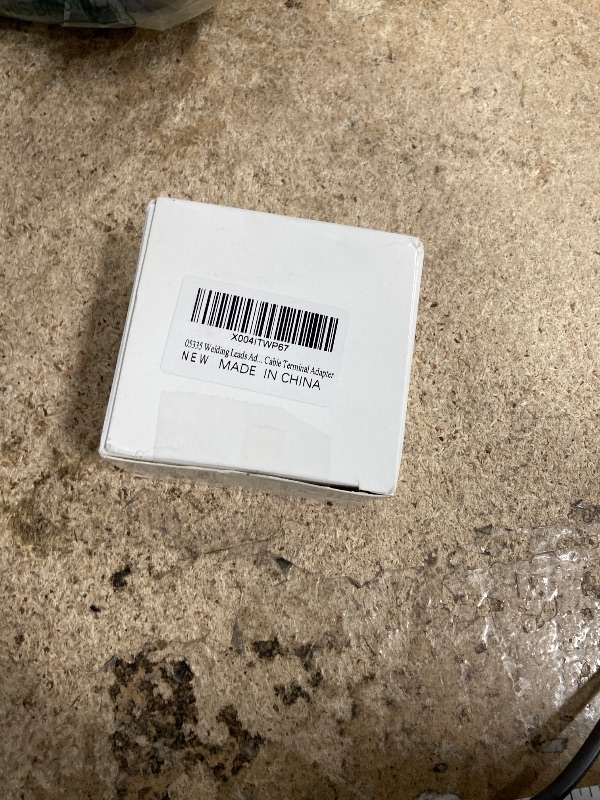 X004ITWP67
05335 Welding Leads Ad... Cable Terminal Adapter
NEW MADE IN CHINA